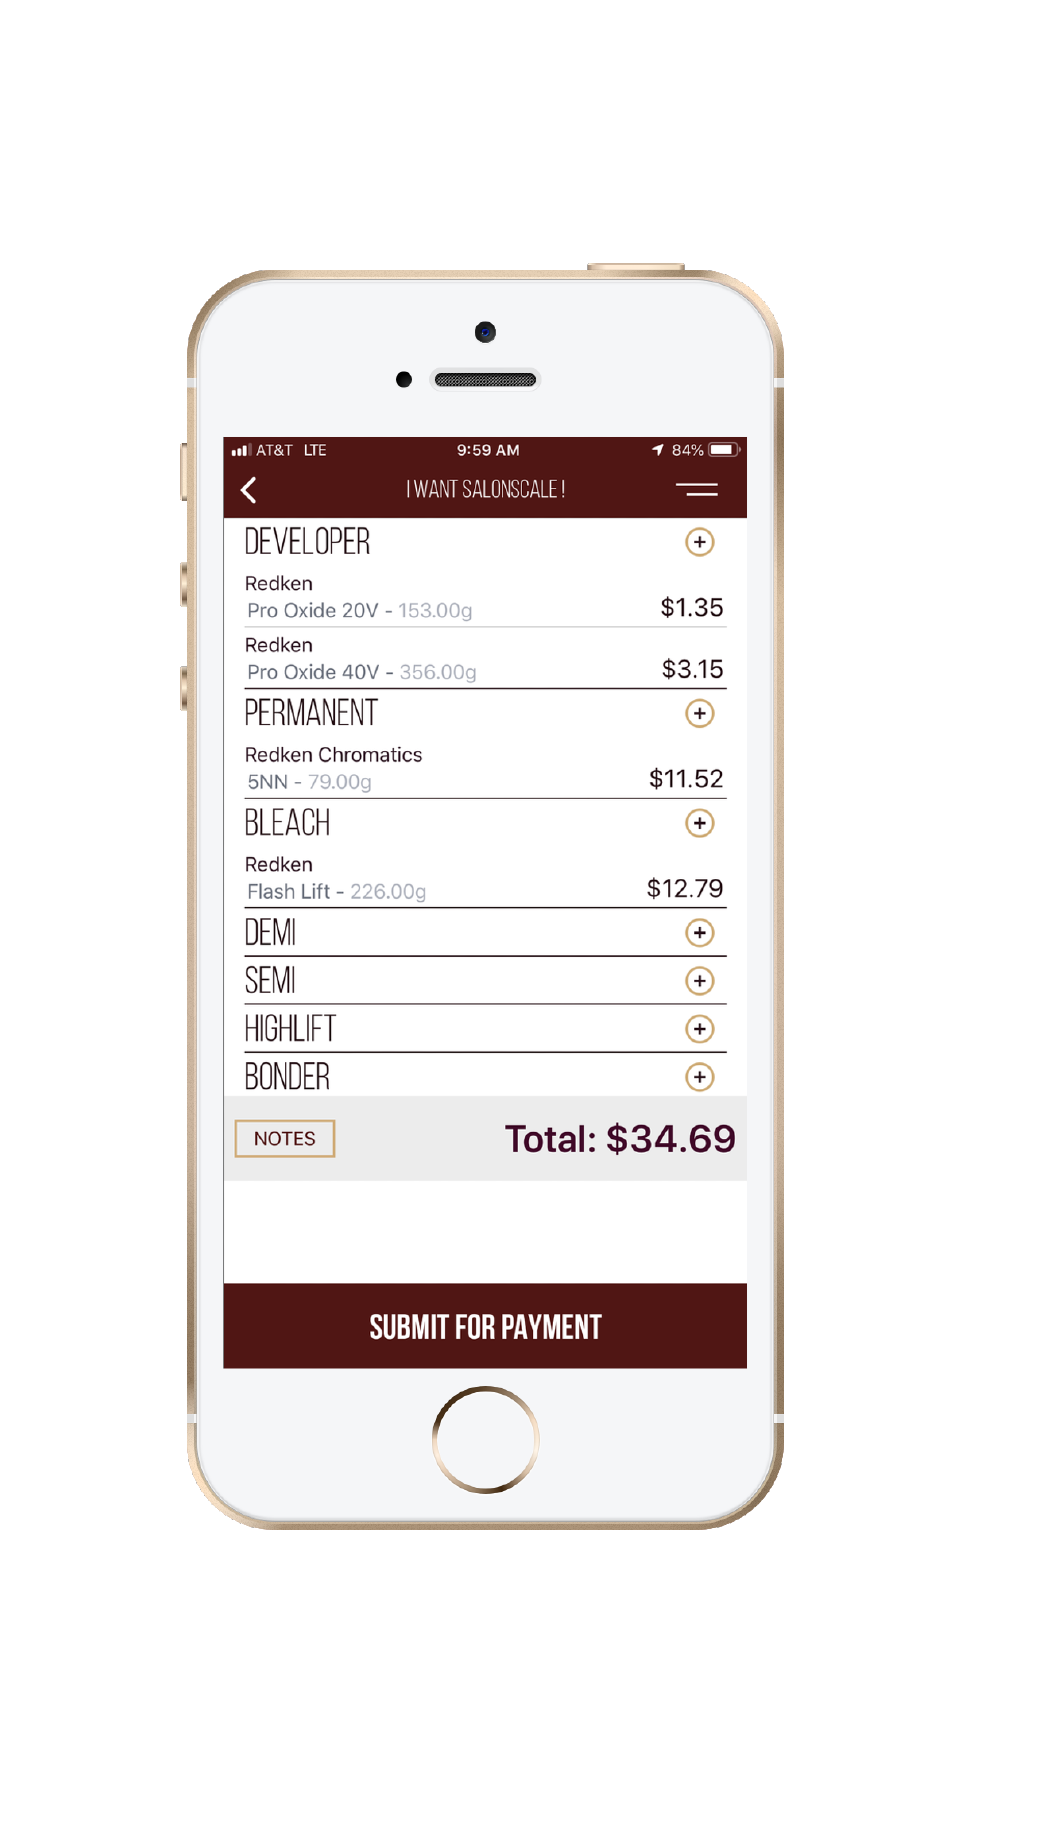 AT&T LTE 9:59 AM 84%
I WANT SALONSCALE !
DEVELOPER +
Redken
Pro Oxide 20V - 153.00g $1.35
Redken
Pro Oxide 40V - 356.00g $3.15
PERMANENT +
Redken Chromatics
5NN - 79.00g $11.52
BLEACH +
Redken
Flash Lift - 226.00g $12.79
DEMI +
SEMI +
HIGHLIFT +
BONDER +
NOTES Total: $34.69
SUBMIT FOR PAYMENT